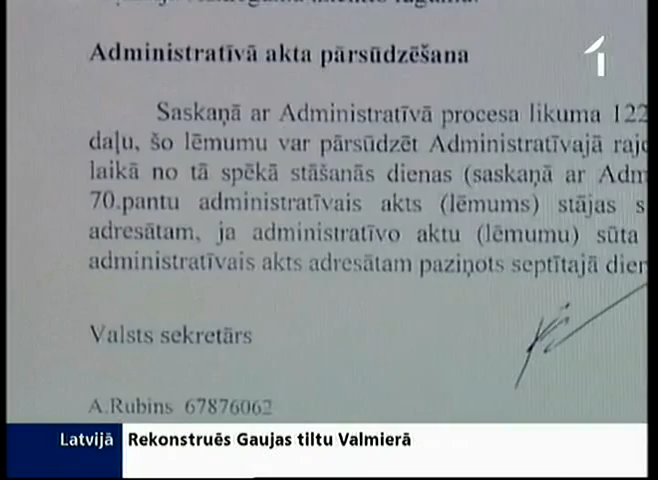 Administratīvā akta pārsūdzēšana
Saskaņā ar Administratīvā procesa likuma 122
daļu, šo lēmumu var pārsūdzēt Administratīvajā rajo
laikā no tā spēkā stāšanās dienas (saskaņā ar Adm
70.pantu administratīvais akts (lēmums) stājas s
adresātam, ja administratīvo aktu (lēmumu) sūta
administratīvais akts adresātam paziņots septītajā dien
Valsts sekretārs
A.Rubins 67876062
Latvijā Rekonstruēs Gaujas tiltu Valmierā